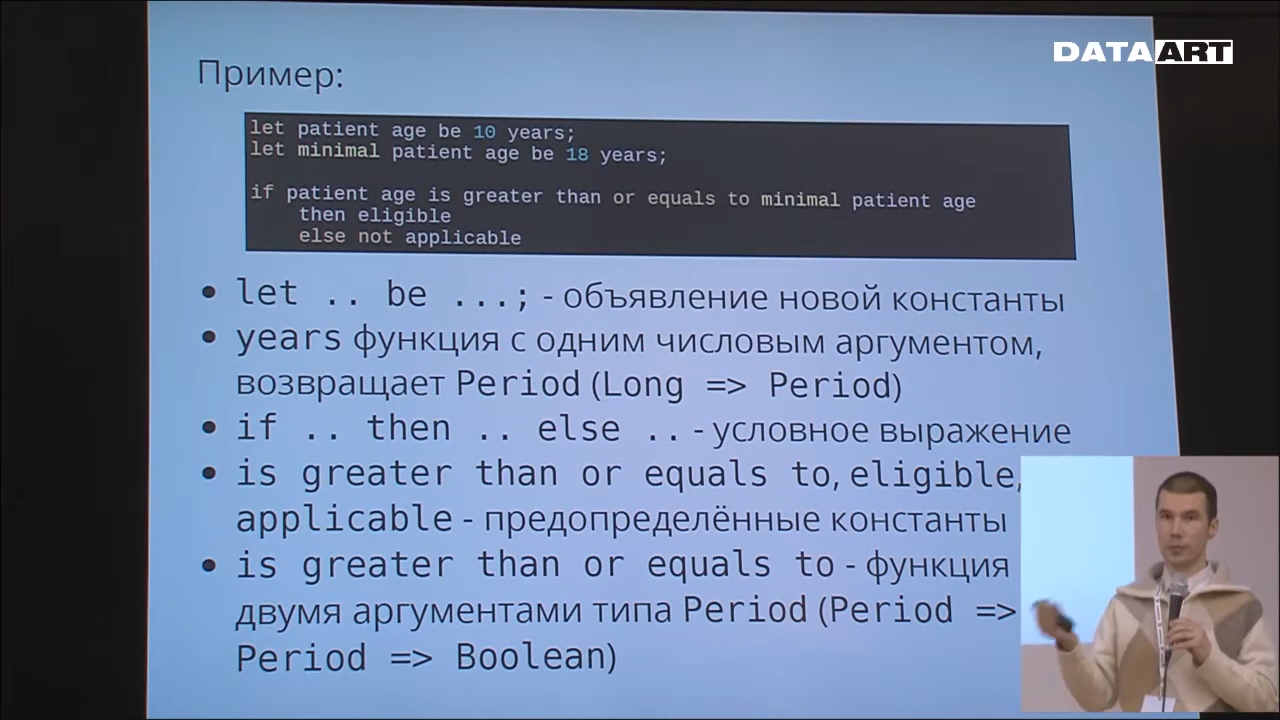 DATAART
Пример:
let patient age be 10 years;
let minimal patient age be 18 years;
if patient age is greater than or equals to minimal patient age
then eligible
else not applicable
• let .. be ...; - объявление новой константы
• years функция с одним числовым аргументом,
возвращает Period (Long => Period)
• if .. then .. else .. - условное выражение
• is greater than or equals to, eligible,
applicable - предопределённые константы
• is greater than or equals to - функция
двумя аргументами типа Period (Period =>
Period => Boolean)